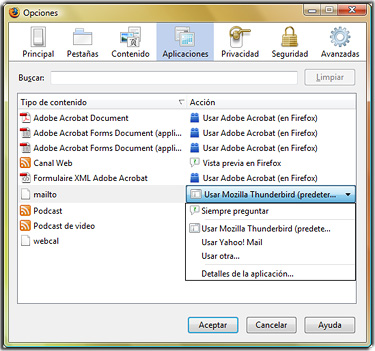 Opciones
Principal Pestañas Contenido Aplicaciones Privacidad Seguridad Avanzadas
Buscar: Limpiar
Tipo de contenido Acción
Adobe Acrobat Document Usar Adobe Acrobat (en Firefox)
Adobe Acrobat Forms Document (appli... Usar Adobe Acrobat (en Firefox)
Adobe Acrobat Forms Document (appli... Usar Adobe Acrobat (en Firefox)
Canal Web Vista previa en Firefox
Formulaire XML Adobe Acrobat Usar Adobe Acrobat (en Firefox)
mailto Usar Mozilla Thunderbird (predeter...
Podcast Siempre preguntar
Podcast de video Usar Mozilla Thunderbird (predete...
webcal Usar Yahoo! Mail
Usar otra...
Detalles de la aplicación...
Aceptar Cancelar Ayuda